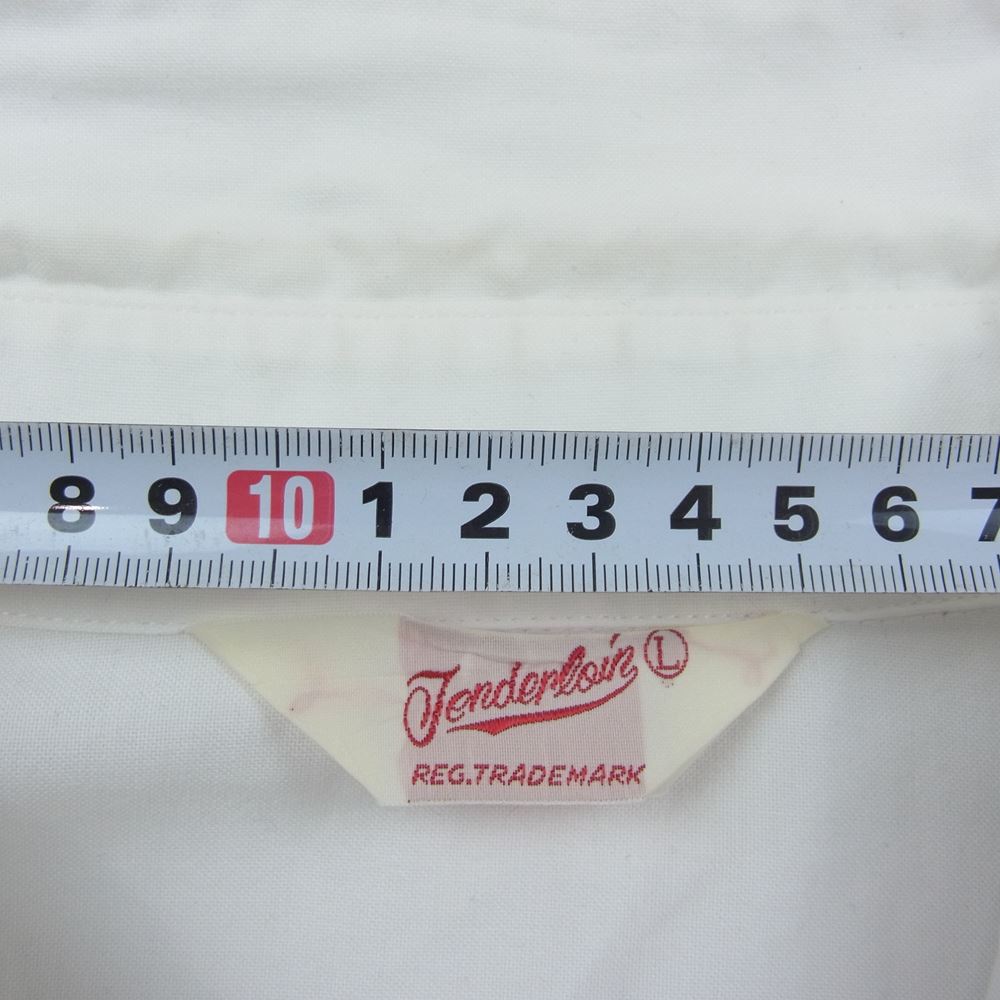 8 9 10 1 2 3 4 5 6 7
Tenderloin L
REG.TRADEMARK